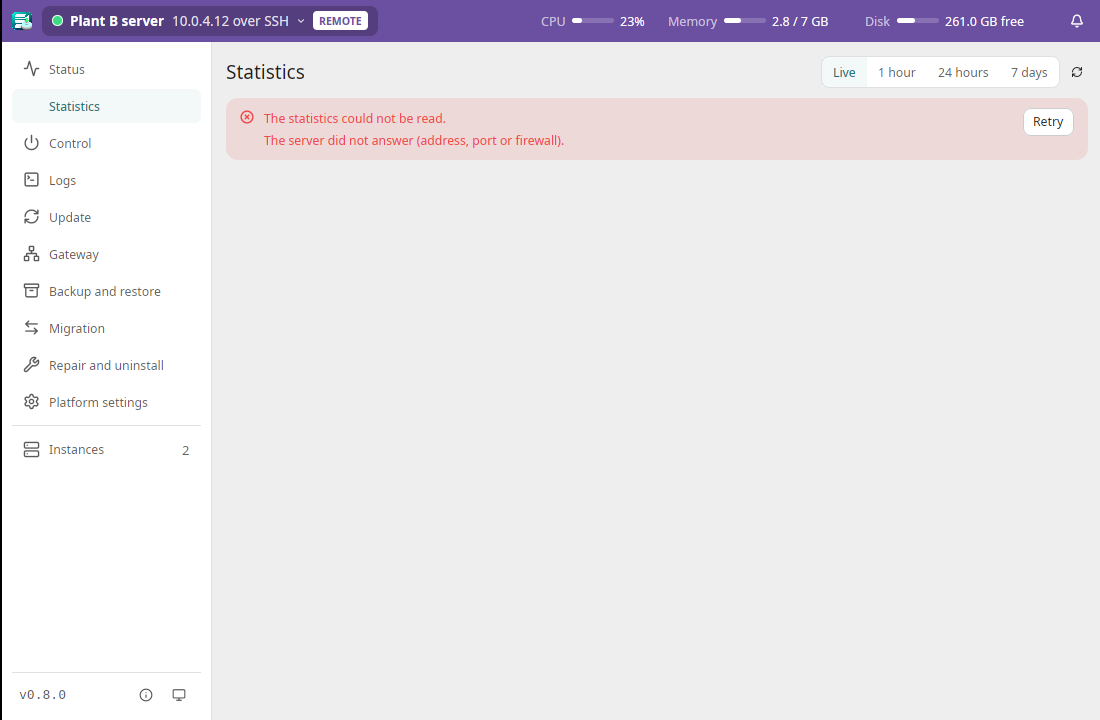 Plant B server 10.0.4.12 over SSH REMOTE CPU 23% Memory 2.8 / 7 GB Disk 261.0 GB free
Status
Statistics
Control
Logs
Update
Gateway
Backup and restore
Migration
Repair and uninstall
Platform settings
Instances 2
v0.8.0
Statistics
Live 1 hour 24 hours 7 days
The statistics could not be read.
The server did not answer (address, port or firewall).
Retry